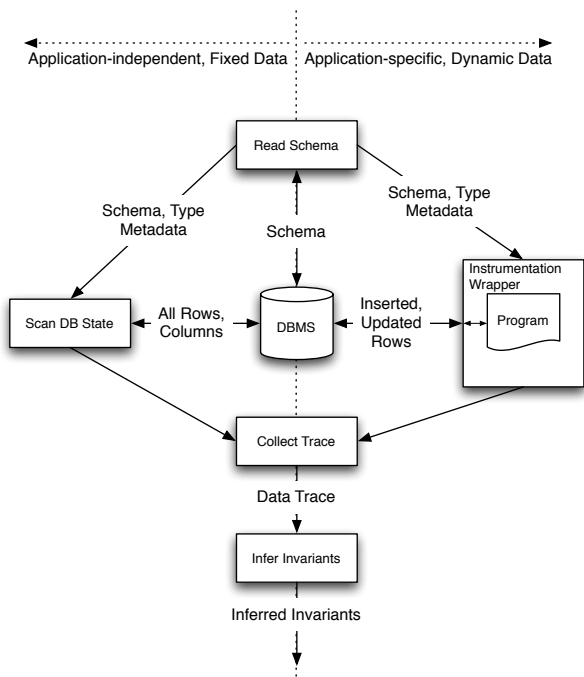 Application-independent, Fixed Data
Application-specific, Dynamic Data
Read Schema
Schema, Type
Metadata
Schema
Schema, Type
Metadata
Scan DB State
All Rows,
Columns
DBMS
Inserted,
Updated
Rows
Instrumentation
Wrapper
Program
Collect Trace
Data Trace
Infer Invariants
Inferred Invariants